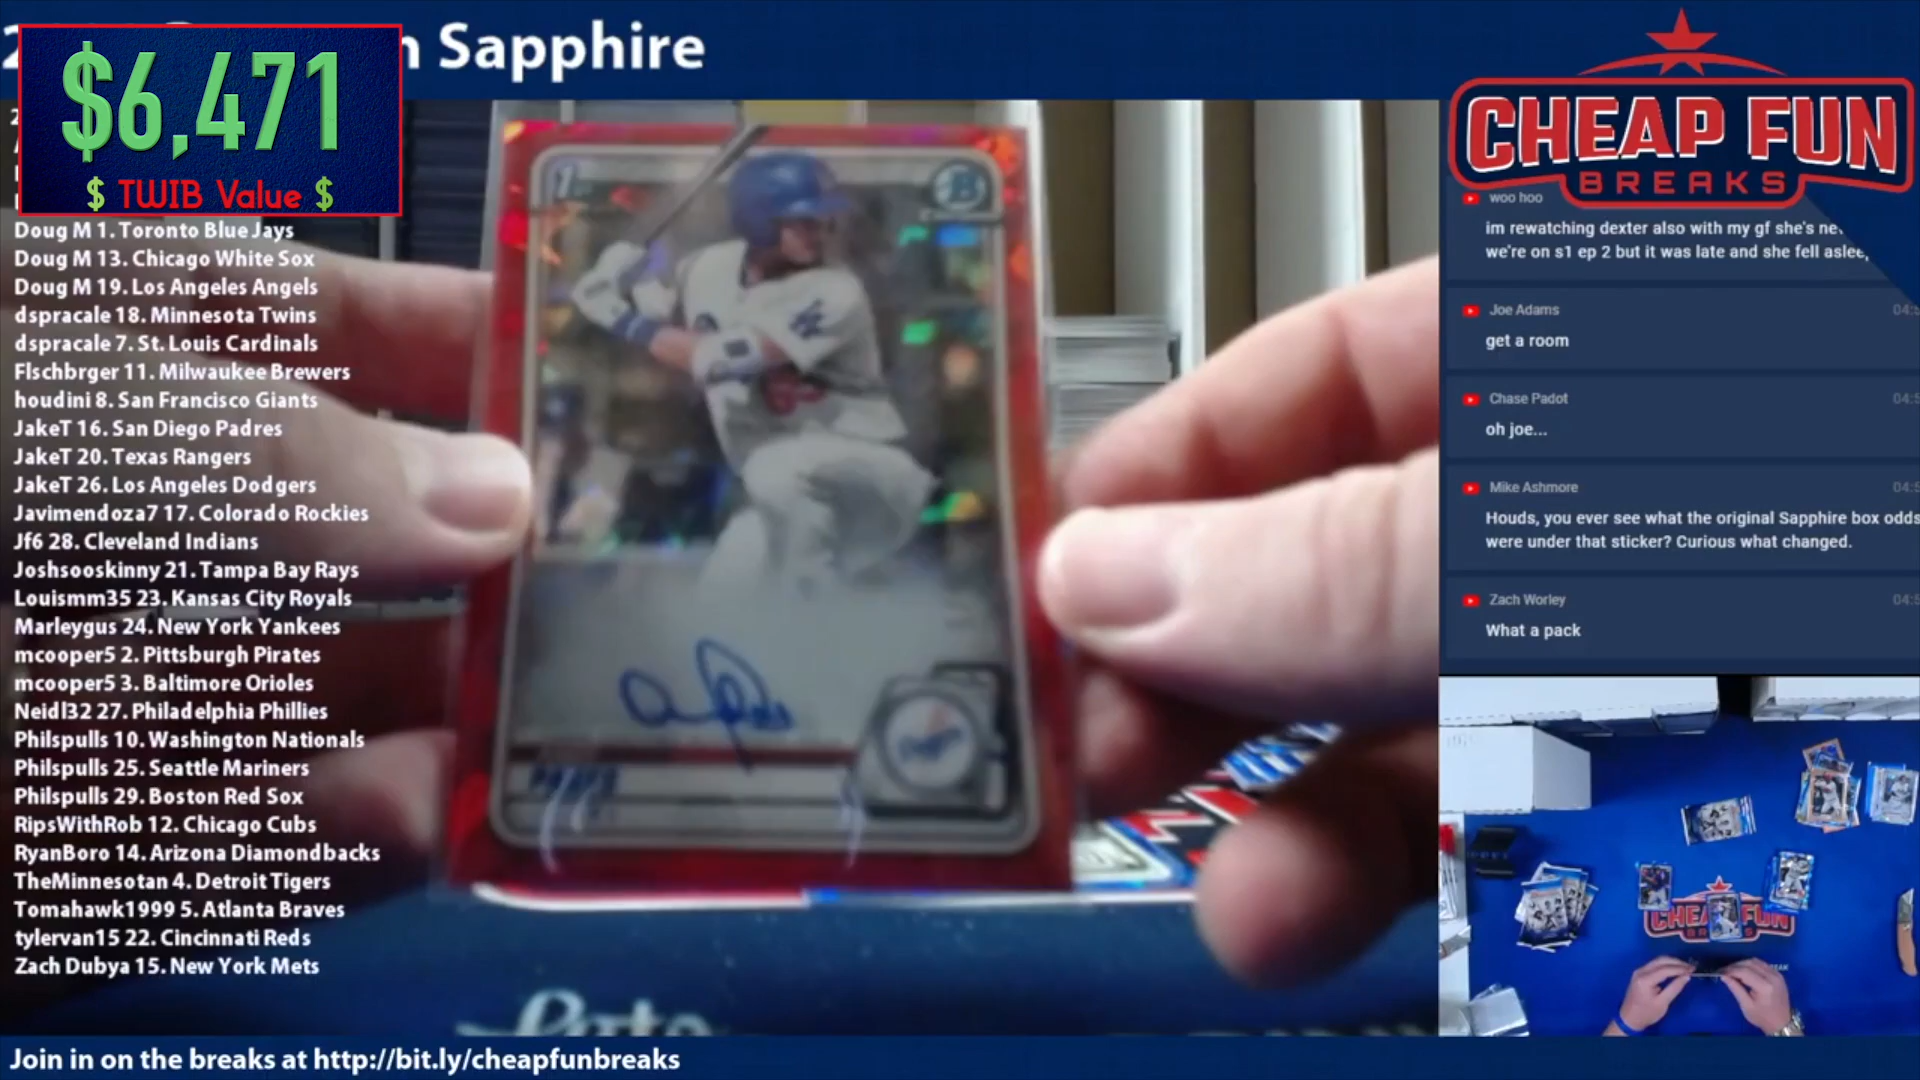 Sapphire
$6,471
$ TWIB Value $
Doug M 1. Toronto Blue Jays
Doug M 13. Chicago White Sox
Doug M 19. Los Angeles Angels
dspracale 18. Minnesota Twins
dspracale 7. St. Louis Cardinals
Flschbrger 11. Milwaukee Brewers
houdini 8. San Francisco Giants
JakeT 16. San Diego Padres
JakeT 20. Texas Rangers
JakeT 26. Los Angeles Dodgers
Javimendoza7 17. Colorado Rockies
Jf6 28. Cleveland Indians
Joshsooskinny 21. Tampa Bay Rays
Louismm35 23. Kansas City Royals
Marleygus 24. New York Yankees
mcooper5 2. Pittsburgh Pirates
mcooper5 3. Baltimore Orioles
Neidl32 27. Philadelphia Phillies
Philspulls 10. Washington Nationals
Philspulls 25. Seattle Mariners
Philspulls 29. Boston Red Sox
RipsWithRob 12. Chicago Cubs
RyanBoro 14. Arizona Diamondbacks
TheMinnesotan 4. Detroit Tigers
Tomahawk1999 5. Atlanta Braves
tylervan15 22. Cincinnati Reds
Zach Dubya 15. New York Mets
Dodgers
CHEAP FUN
BREAKS
woo hoo
im rewatching dexter also with my gf she's
we're on s1 ep 2 but it was late and she fell
Joe Adams
get a room
Chase Padot
oh joe...
Mike Ashmore
Houds, you ever see what the original Sapphire box odds
were under that sticker? Curious what changed.
Zach Worley
What a pack
CHEAP FUN
Join in on the breaks at http://bit.ly/cheapfunbreaks